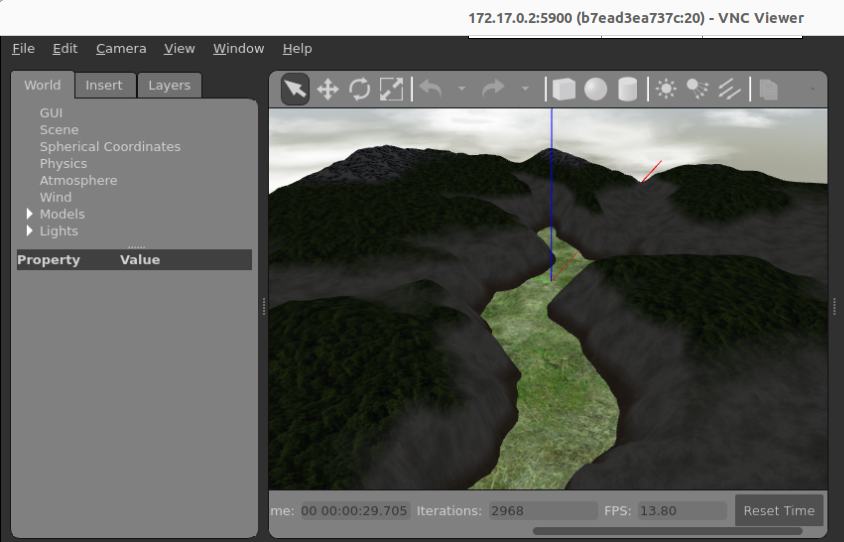 172.17.0.2:5900 (b7ead3ea737c:20) - VNC Viewer
File Edit Camera View Window Help
World Insert Layers
GUI
Scene
Spherical Coordinates
Physics
Atmosphere
Wind
Models
Lights
Property Value
me: 00 00:00:29.705 Iterations: 2968 FPS: 13.80 Reset Time